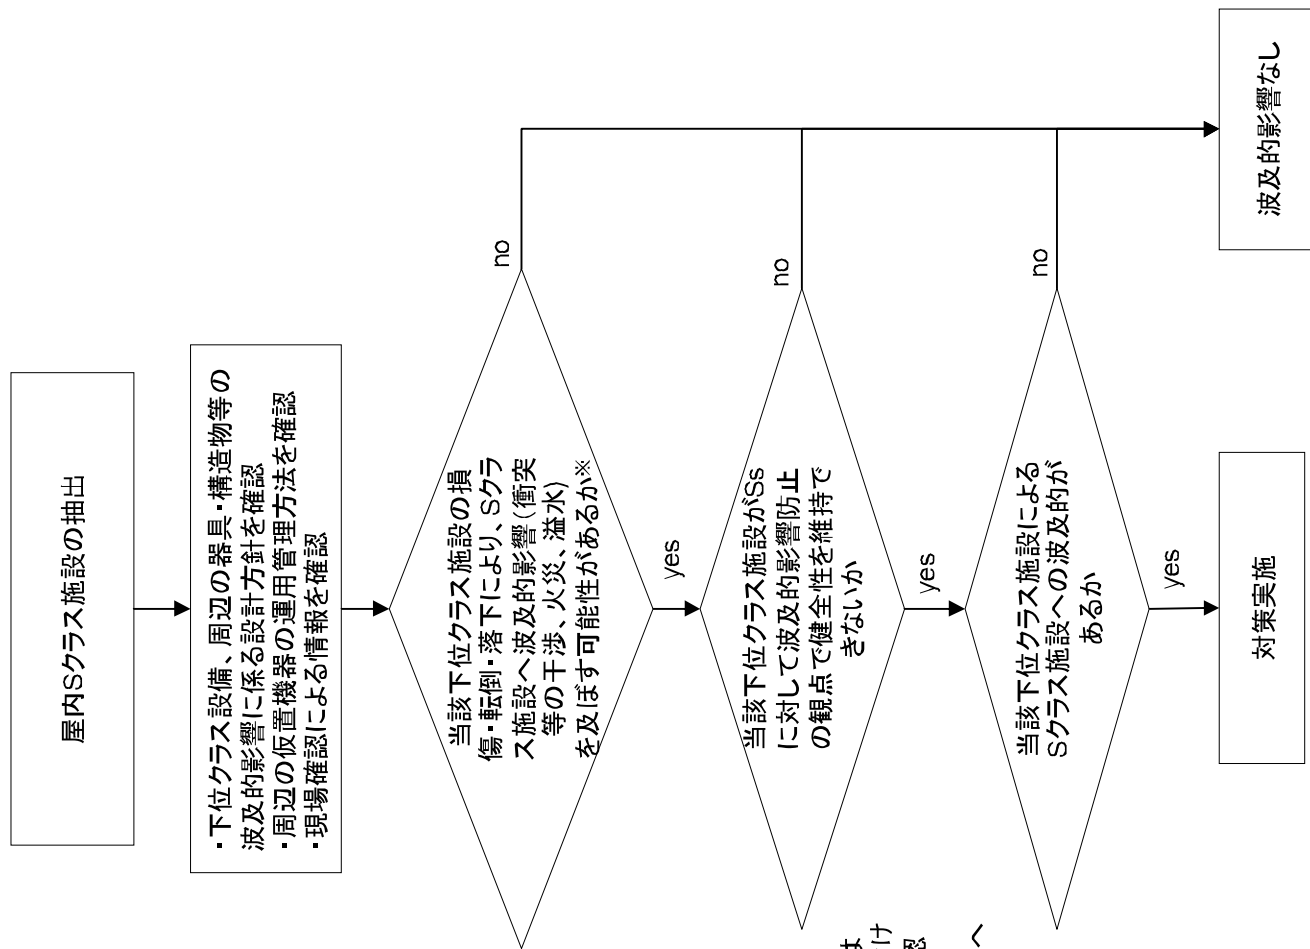 屋内Sクラス施設の抽出
・下位クラス設備、周辺の器具・構造物等の
波及的影響に係る設計方針を確認
・周辺の仮置機器の運用管理方法を確認
・現場確認による情報を確認
当該下位クラス施設の損
傷・転倒・落下により、Sクラ
ス施設へ波及的影響（衝突
等の干渉、火災、溢水）
を及ぼす可能性があるか※
no
yes
当該下位クラス施設がSs
に対して波及的影響防止
の観点で健全性を維持で
きないか
no
yes
当該下位クラス施設による
Sクラス施設への波及的が
あるか
no
yes
対策実施
波及的影響なし
は
け
認
へ